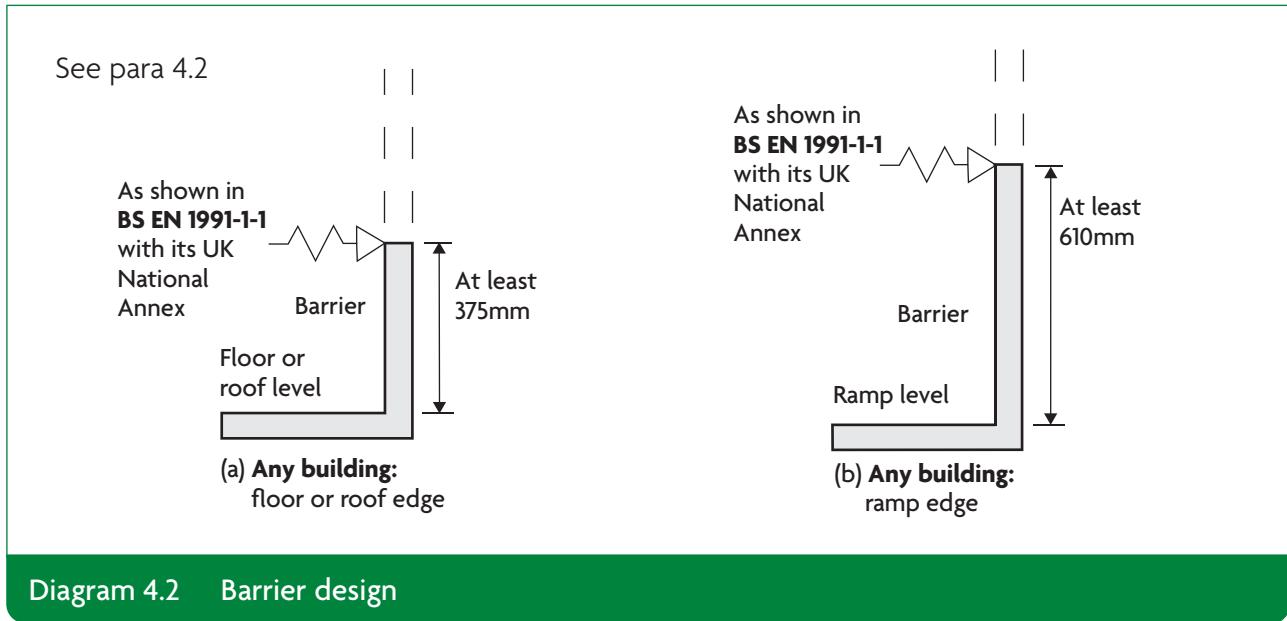 See para 4.2
As shown in
BS EN 1991-1-1
with its UK
National
Annex
Barrier
At least
375mm
Floor or
roof level
(a) Any building:
floor or roof edge
As shown in
BS EN 1991-1-1
with its UK
National
Annex
At least
610mm
Barrier
Ramp level
(b) Any building:
ramp edge
Diagram 4.2 Barrier design